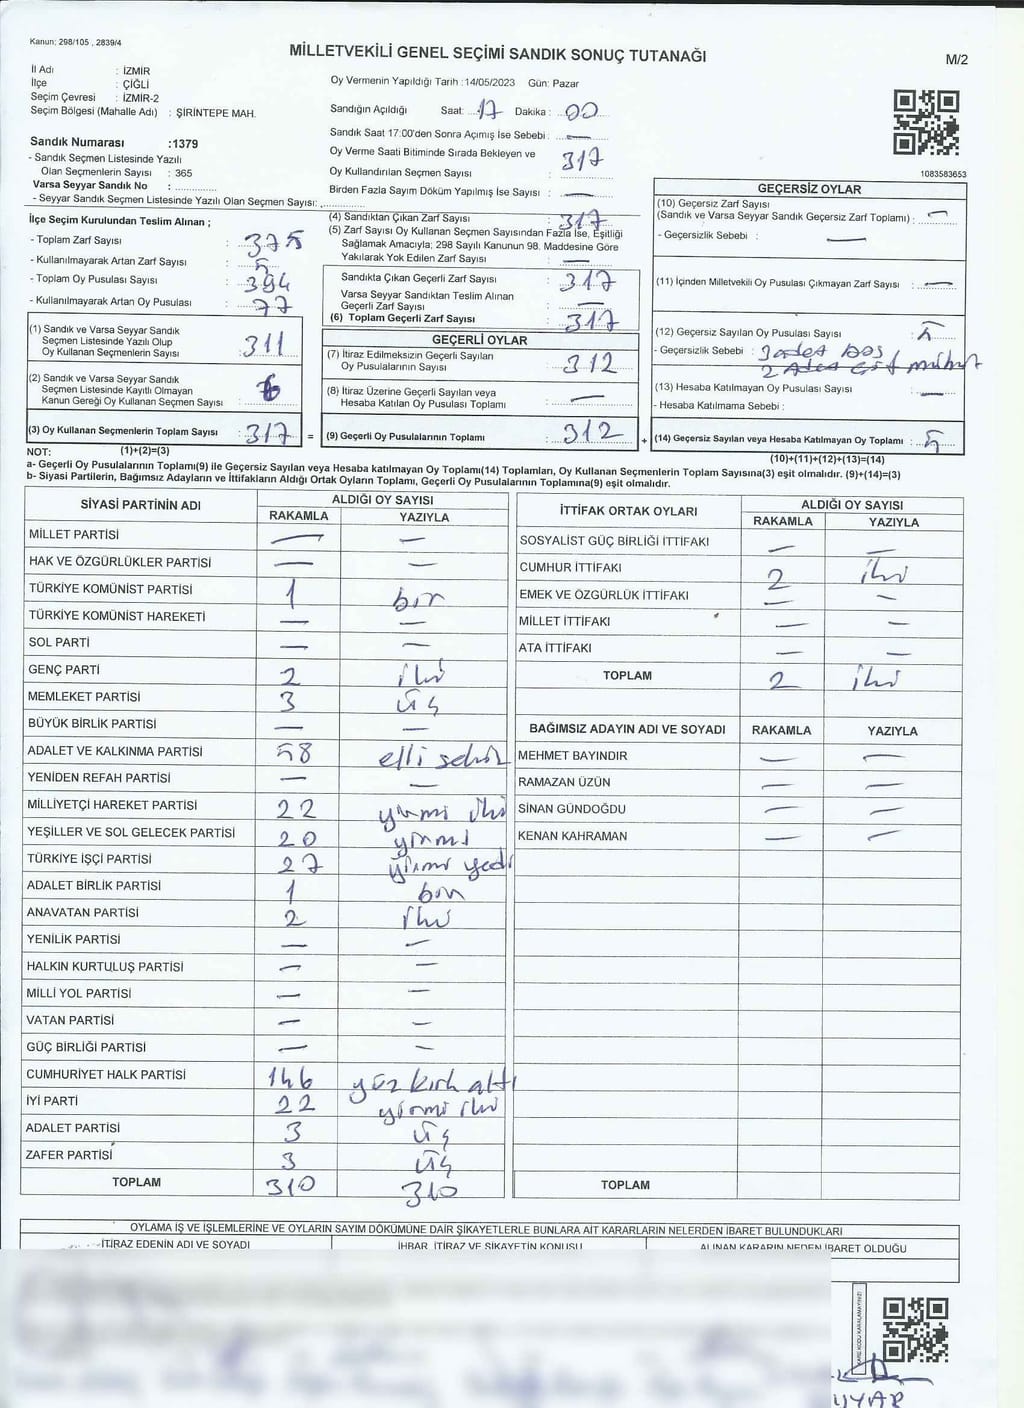 Kanun: 298/105 , 2839/4
MİLLETVEKİLİ GENEL SEÇİMİ SANDIK SONUÇ TUTANAĞI
M/2
İl Adı : İZMİR
İlçe : ÇİĞLİ
Seçim Çevresi : İZMİR-2
Seçim Bölgesi (Mahalle Adı) : ŞİRİNTEPE MAH.
Sandık Numarası :1379
- Sandık Seçmen Listesinde Yazılı
Olan Seçmenlerin Sayısı : 365
Varsa Seyyar Sandık No :
- Seyyar Sandık Seçmen Listesinde Yazılı Olan Seçmen Sayısı:
Oy Vermenin Yapıldığı Tarih :14/05/2023 Gün: Pazar
Sandığın Açıldığı Saat: 17 Dakika : 00
Sandık Saat 17:00'den Sonra Açımış İse Sebebi : —
Oy Verme Saati Bitiminde Sırada Bekleyen ve
Oy Kullandırılan Seçmen Sayısı : 317
Birden Fazla Sayım Döküm Yapılmış İse Sayısı : —
1083583653
İlçe Seçim Kurulundan Teslim Alınan ;
- Toplam Zarf Sayısı : 375
- Kullanılmayarak Artan Zarf Sayısı : 5
- Toplam Oy Pusulası Sayısı : 394
- Kullanılmayarak Artan Oy Pusulası : 77
(1) Sandık ve Varsa Seyyar Sandık
Seçmen Listesinde Yazılı Olup
Oy Kullanan Seçmenlerin Sayısı : 311
(2) Sandık ve Varsa Seyyar Sandık
Seçmen Listesinde Kayıtlı Olmayan
Kanun Gereği Oy Kullanan Seçmen Sayısı : 6
(3) Oy Kullanan Seçmenlerin Toplam Sayısı : 317 =
(4) Sandıktan Çıkan Zarf Sayısı : 317
(5) Zarf Sayısı Oy Kullanan Seçmen Sayısından Fazla İse, Eşitliği
Sağlamak Amacıyla; 298 Sayılı Kanunun 98. Maddesine Göre
Yakılarak Yok Edilen Zarf Sayısı : —
Sandıkta Çıkan Geçerli Zarf Sayısı : 317
Varsa Seyyar Sandıktan Teslim Alınan
Geçerli Zarf Sayısı : —
(6) Toplam Geçerli Zarf Sayısı : 317
GEÇERLİ OYLAR
(7) İtiraz Edilmeksizin Geçerli Sayılan
Oy Pusulalarının Sayısı : 312
(8) İtiraz Üzerine Geçerli Sayılan veya
Hesaba Katılan Oy Pusulası Toplamı : —
(9) Geçerli Oy Pusulalarının Toplamı : 312 +
GEÇERSİZ OYLAR
(10) Geçersiz Zarf Sayısı
(Sandık ve Varsa Seyyar Sandık Geçersiz Zarf Toplamı) : —
- Geçersizlik Sebebi : —
(11) İçinden Milletvekili Oy Pusulası Çıkmayan Zarf Sayısı : —
(12) Geçersiz Sayılan Oy Pusulası Sayısı : 5
- Geçersizlik Sebebi : 3 adet boş
2 Adet çift mühür
(13) Hesaba Katılmayan Oy Pusulası Sayısı : —
- Hesaba Katılmama Sebebi :
(14) Geçersiz Sayılan veya Hesaba Katılmayan Oy Toplamı : 5
NOT: (1)+(2)=(3)
(10)+(11)+(12)+(13)=(14)
a- Geçerli Oy Pusulalarının Toplamı(9) ile Geçersiz Sayılan veya Hesaba katılmayan Oy Toplamı(14) Toplamları, Oy Kullanan Seçmenlerin Toplam Sayısına(3) eşit olmalıdır. (9)+(14)=(3)
b- Siyasi Partilerin, Bağımsız Adayların ve İttifakların Aldığı Ortak Oyların Toplamı, Geçerli Oy Pusulalarının Toplamına(9) eşit olmalıdır.
SİYASİ PARTİNİN ADI ALDIĞI OY SAYISI
RAKAMLA YAZIYLA
MİLLET PARTİSİ — —
HAK VE ÖZGÜRLÜKLER PARTİSİ — —
TÜRKİYE KOMÜNİST PARTİSİ 1 bir
TÜRKİYE KOMÜNİST HAREKETİ — —
SOL PARTİ — —
GENÇ PARTİ 2 iki
MEMLEKET PARTİSİ 3 üç
BÜYÜK BİRLİK PARTİSİ — —
ADALET VE KALKINMA PARTİSİ 58 elli sekiz
YENİDEN REFAH PARTİSİ — —
MİLLİYETÇİ HAREKET PARTİSİ 22 yirmi iki
YEŞİLLER VE SOL GELECEK PARTİSİ 20 yirmi
TÜRKİYE İŞÇİ PARTİSİ 27 yirmi yedi
ADALET BİRLİK PARTİSİ 1 bir
ANAVATAN PARTİSİ 2 iki
YENİLİK PARTİSİ — —
HALKIN KURTULUŞ PARTİSİ — —
MİLLİ YOL PARTİSİ — —
VATAN PARTİSİ — —
GÜÇ BİRLİĞİ PARTİSİ — —
CUMHURİYET HALK PARTİSİ 146 yüz kırk altı
İYİ PARTİ 22 yirmi iki
ADALET PARTİSİ 3 üç
ZAFER PARTİSİ 3 üç
TOPLAM 310 310
İTTİFAK ORTAK OYLARI ALDIĞI OY SAYISI
RAKAMLA YAZIYLA
SOSYALİST GÜÇ BİRLİĞİ İTTİFAKI — —
CUMHUR İTTİFAKI 2 iki
EMEK VE ÖZGÜRLÜK İTTİFAKI — —
MİLLET İTTİFAKI — —
ATA İTTİFAKI — —
TOPLAM 2 iki
BAĞIMSIZ ADAYIN ADI VE SOYADI RAKAMLA YAZIYLA
MEHMET BAYINDIR — —
RAMAZAN ÜZÜN — —
SİNAN GÜNDOĞDU — —
KENAN KAHRAMAN — —
TOPLAM
OYLAMA İŞ VE İŞLEMLERİNE VE OYLARIN SAYIM DÖKÜMÜNE DAİR ŞİKAYETLERLE BUNLARA AİT KARARLARIN NELERDEN İBARET BULUNDUKLARI
İTİRAZ EDENİN ADI VE SOYADI İHBAR, İTİRAZ VE ŞİKAYETİN KONUSU ALINAN KARARIN NEDEN İBARET OLDUĞU